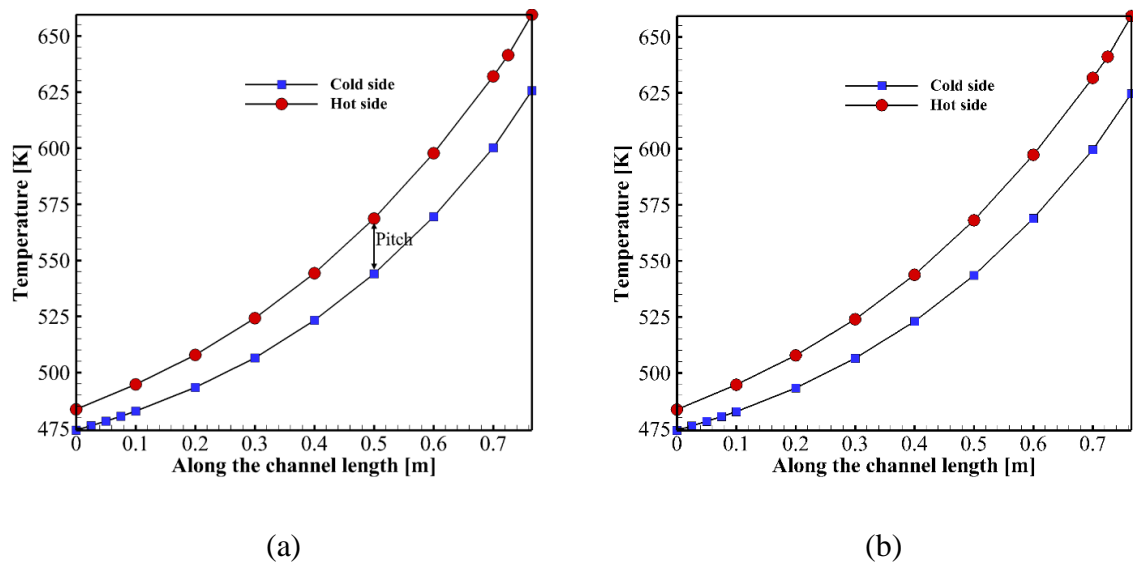 650
625
600
575
550
525
500
475
Temperature [K]
Cold side
Hot side
Pitch
0 0.1 0.2 0.3 0.4 0.5 0.6 0.7
Along the channel length [m]
(a)
650
625
600
575
550
525
500
475
Temperature [K]
Cold side
Hot side
0 0.1 0.2 0.3 0.4 0.5 0.6 0.7
Along the channel length [m]
(b)